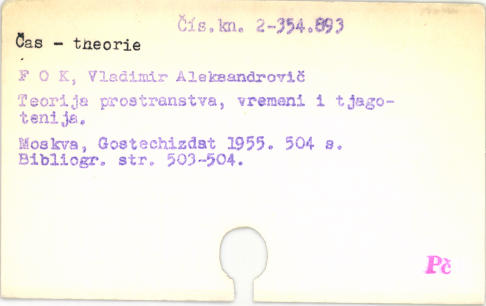 Čís.kn. 2-354.893
Čas - theorie
F O K, Vladimir Aleksandrovič
Teorija prostranstva, vremeni i tjago-
tenija.
Moskva, Gostechizdat 1955. 504 s.
Bibliogr. str. 503-504.
Pč